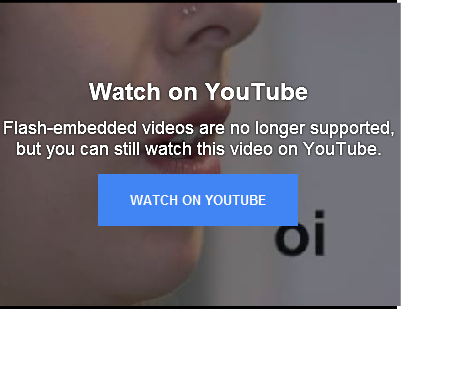 Watch on YouTube
Flash-embedded videos are no longer supported,
but you can still watch this video on YouTube.
WATCH ON YOUTUBE
oi